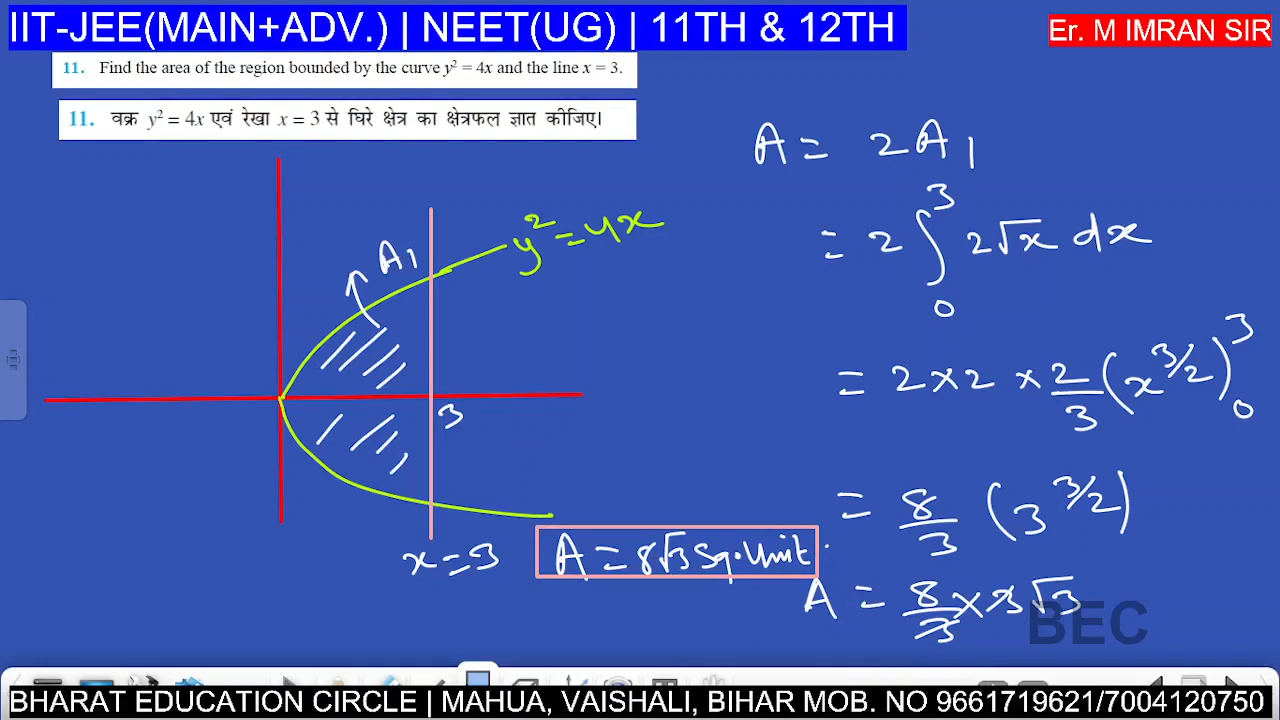 IIT-JEE(MAIN+ADV.) | NEET(UG) | 11TH & 12TH
Er. M IMRAN SIR
11. Find the area of the region bounded by the curve y² = 4x and the line x = 3.
11. वक्र y² = 4x एवं रेखा x = 3 से घिरे क्षेत्र का क्षेत्रफल ज्ञात कीजिए।
A = 2A₁
= 2 ∫₀³ 2√x dx
= 2×2 × 2/3 (x^3/2)₀³
= 8/3 (3^3/2)
A = 8/3 × 3√3
A = 8√3 Sq. Unit
A₁
y² = 4x
3
x = 3
BEC
BHARAT EDUCATION CIRCLE | MAHUA, VAISHALI, BIHAR MOB. NO 9661719621/7004120750